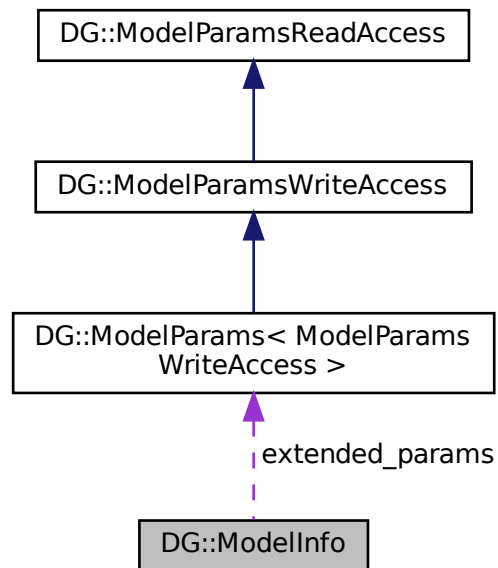 DG::ModelParamsReadAccess
DG::ModelParamsWriteAccess
DG::ModelParams< ModelParams
WriteAccess >
extended_params
DG::ModelInfo